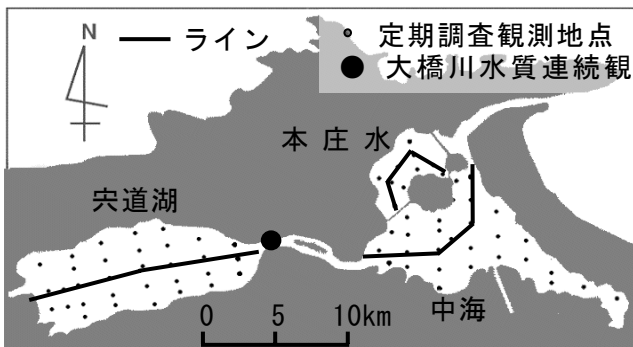 N
ライン
定期調査観測地点
大橋川水質連続観
本庄水
宍道湖
中海
0 5 10km